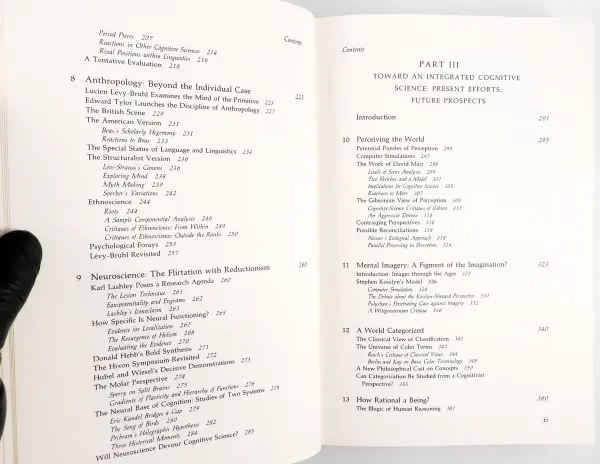 Contents
Period Pieces 207
Reactions in Other Cognitive Sciences 214
Rival Positions within Linguistics 216
A Tentative Evaluation 218
8 Anthropology: Beyond the Individual Case 223
Lucien Lévy-Bruhl Examines the Mind of the Primitive 223
Edward Tylor Launches the Discipline of Anthropology 227
The British Scene 229
The American Version 231
Boas's Scholarly Hegemony 231
Reactions to Boas 233
The Special Status of Language and Linguistics 234
The Structuralist Version 236
Lévi-Strauss's Canons 236
Exploring Mind 238
Myth Making 239
Sperber's Variations 242
Ethnoscience 244
Roots 244
A Sample Componential Analysis 246
Critiques of Ethnoscience: From Within 249
Critiques of Ethnoscience: Outside the Ranks 250
Psychological Forays 253
Lévy-Bruhl Revisited 257
9 Neuroscience: The Flirtation with Reductionism 260
Karl Lashley Poses a Research Agenda 260
The Lesion Technique 261
Equipotentiality and Engrams 262
Lashley's Iconoclasm 263
How Specific Is Neural Functioning? 265
Evidence for Localization 267
The Resurgence of Holism 268
Evaluating the Evidence 270
Donald Hebb's Bold Synthesis 271
The Hixon Symposium Revisited 272
Hubel and Wiesel's Decisive Demonstrations 273
The Molar Perspective 274
Sperry on Split Brains 275
Gradients of Plasticity and Hierarchy of Functions 276
The Neural Base of Cognition: Studies of Two Systems 278
Eric Kandel Bridges a Gap 279
The Song of Birds 280
Pribram's Holographic Hypothesis 282
Three Historical Moments 284
Will Neuroscience Devour Cognitive Science? 285
Contents
PART III
TOWARD AN INTEGRATED COGNITIVE
SCIENCE: PRESENT EFFORTS,
FUTURE PROSPECTS
Introduction 291
10 Perceiving the World 295
Perennial Puzzles of Perception 295
Computer Simulations 297
The Work of David Marr 298
Levels of Scene Analysis 299
Two Sketches and a Model 301
Implications for Cognitive Science 305
Reactions to Marr 307
The Gibsonian View of Perception 308
Cognitive-Science Critiques of Gibson 311
An Aggressive Defense 314
Contrasting Perspectives 316
Possible Reconciliations 318
Neisser's Ecological Approach 318
Parallel Processing in Perception 318
11 Mental Imagery: A Figment of the Imagination? 323
Introduction: Images through the Ages 323
Stephen Kosslyn's Model 326
Computer Simulation 328
The Debate about the Kosslyn-Shepard Perspective 330
Pylyshyn's Penetrating Case against Imagery 332
A Wittgensteinian Critique 336
12 A World Categorized 340
The Classical View of Classification 341
The Universe of Color Terms 342
Rosch's Critique of Classical Views 344
Berlin and Kay on Basic Color Terminology 348
A New Philosophical Cast on Concepts 350
Can Categorization Be Studied from a Cognitivist
Perspective? 355
13 How Rational a Being? 360
The Illogic of Human Reasoning 361
xi